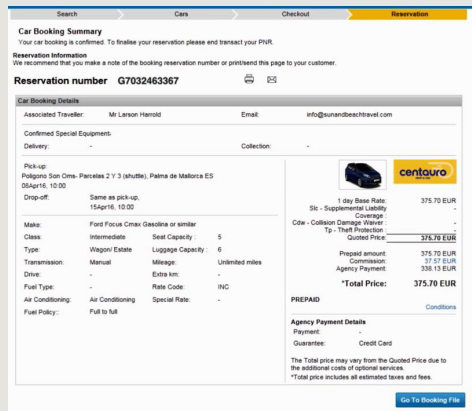 Search Cars Checkout Reservation
Car Booking Summary
Your car booking is confirmed. To finalise your reservation please end transact your PNR.
Reservation Information
We recommend that you make a note of the booking reservation number or print/send this page to your customer.
Reservation number G7032463367
Car Booking Details
Associated Traveller: Mr Larson Harrold Email: info@sunandbeachtravel.com
Confirmed Special Equipment-
Delivery: - Collection: -
Pick-up:
Poligono Son Oms- Parcelas 2 Y 3 (shuttle), Palma de Mallorca ES
08Apr16, 10:00
Drop-off: Same as pick-up,
15Apr16, 10:00
Make: Ford Focus Cmax Gasolina or similar
Class: Intermediate Seat Capacity : 5
Type: Wagon/ Estate Luggage Capacity : 6
Transmission: Manual Mileage: Unlimited miles
Drive: - Extra km: -
Fuel Type: - Rate Code: INC
Air Conditioning: Air Conditioning Special Rate: -
Fuel Policy:: Full to full
centauro
1 day Base Rate: 375.70 EUR
Slc - Supplemental Liability -
Coverage :
Cdw - Collision Damage Waiver : -
Tp - Theft Protection : -
Quoted Price: 375.70 EUR
Prepaid amount: 375.70 EUR
Commission: 37.57 EUR
Agency Payment: 338.13 EUR
*Total Price: 375.70 EUR
PREPAID
Conditions
Agency Payment Details
Payment: -
Guarantee: Credit Card
The Total price may vary from the Quoted Price due to
the additional costs of optional services.
*Total price includes all estimated taxes and fees.
Go To Booking File